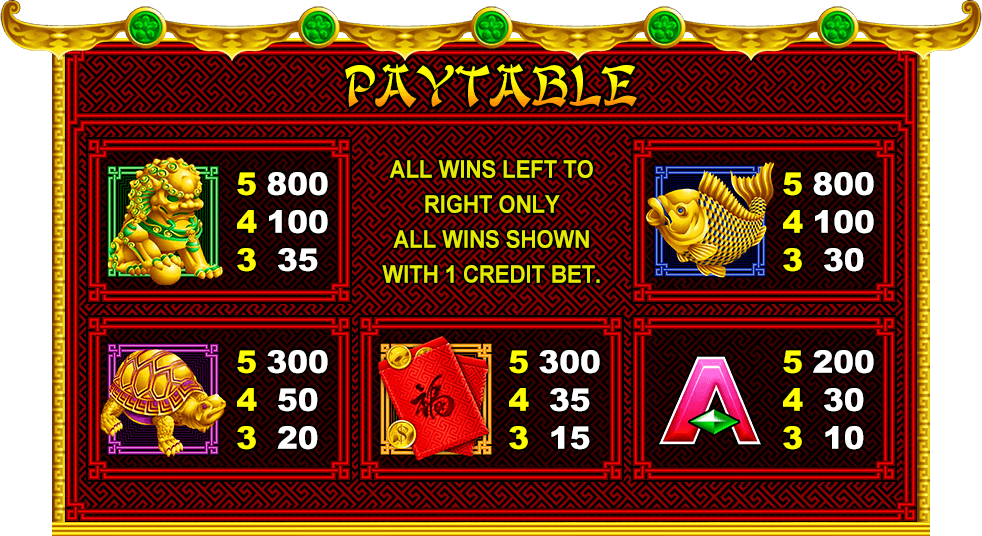 PAYTABLE
5 800
4 100
3 35
ALL WINS LEFT TO
RIGHT ONLY
ALL WINS SHOWN
WITH 1 CREDIT BET.
5 800
4 100
3 30
5 300
4 50
3 20
福
$
5 300
4 35
3 15
A
5 200
4 30
3 10